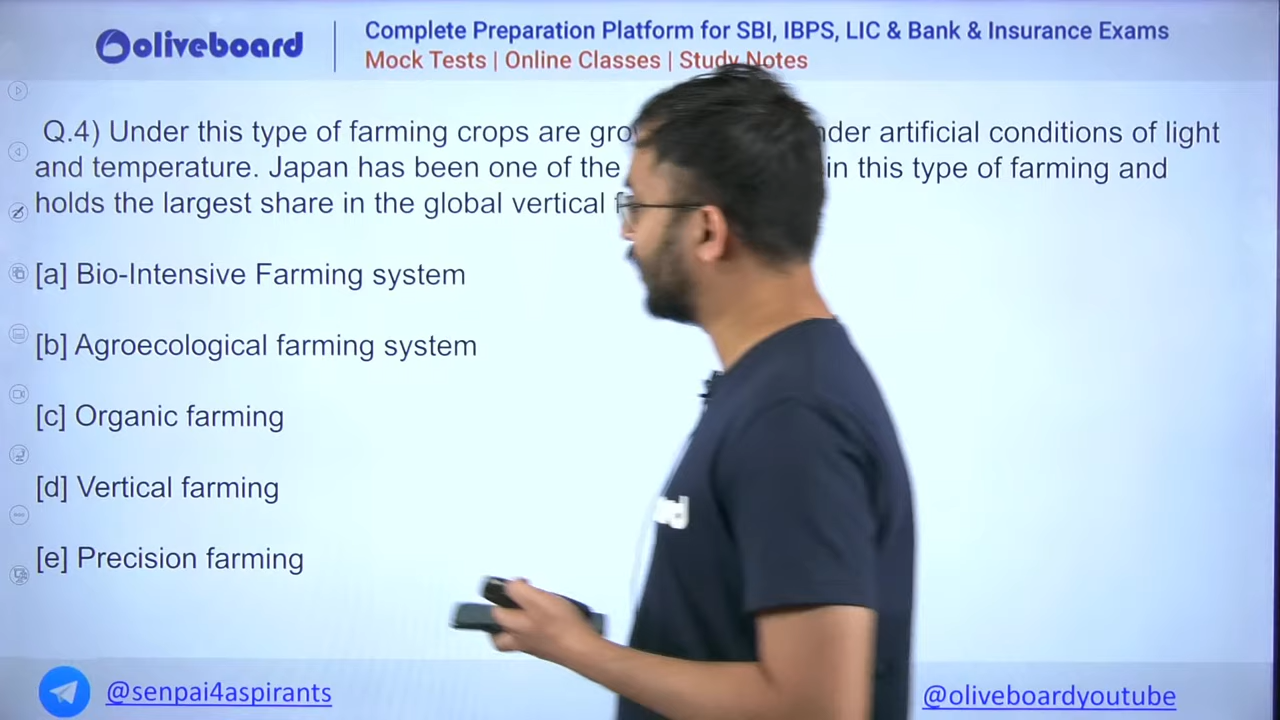 oliveboard
Complete Preparation Platform for SBI, IBPS, LIC & Bank & Insurance Exams
Mock Tests | Online Classes | Study Notes
Q.4) Under this type of farming crops are under artificial conditions of light
and temperature. Japan has been one of the in this type of farming and
holds the largest share in the global vertical
[a] Bio-Intensive Farming system
[b] Agroecological farming system
[c] Organic farming
[d] Vertical farming
[e] Precision farming
@senpai4aspirants
@oliveboardyoutube